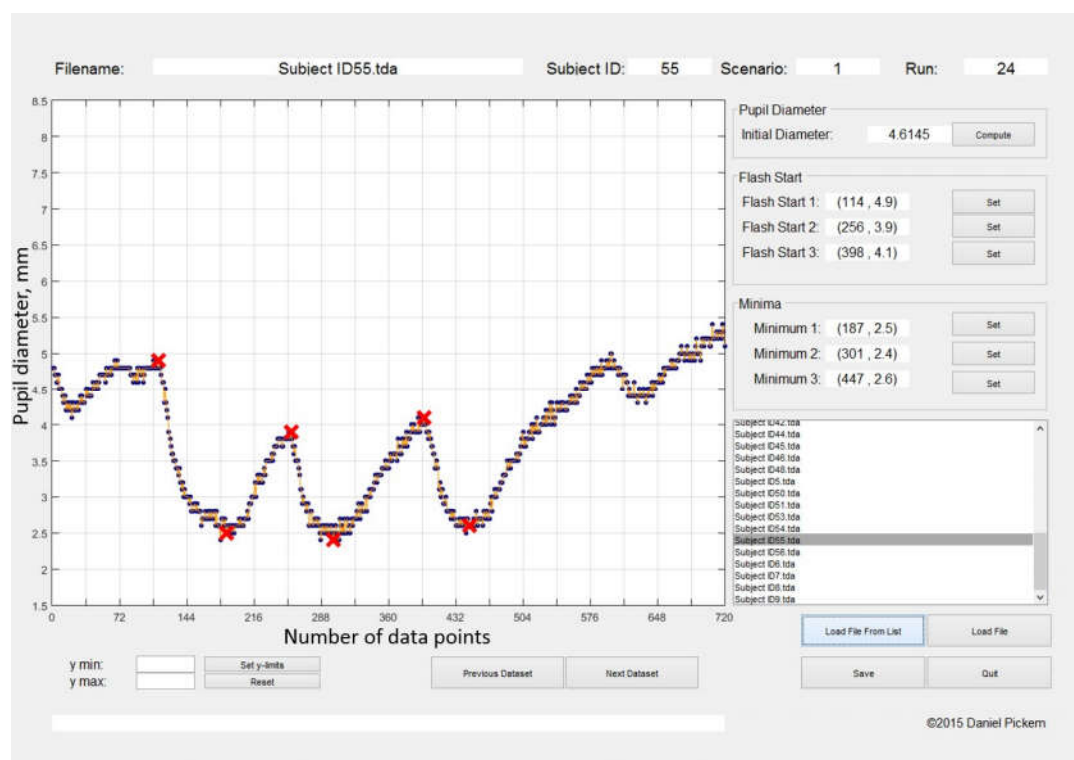 Filename: Subject ID55.tda Subject ID: 55 Scenario: 1 Run: 24
8.5
8
7.5
7
6.5
6
5.5
5
4.5
4
3.5
3
2.5
2
1.5
Pupil diameter, mm
0 72 144 216 288 360 432 504 576 648 720
Number of data points
Pupil Diameter
Initial Diameter: 4.6145 Compute
Flash Start
Flash Start 1: (114 , 4.9) Set
Flash Start 2: (256 , 3.9) Set
Flash Start 3: (398 , 4.1) Set
Minima
Minimum 1: (187 , 2.5) Set
Minimum 2: (301 , 2.4) Set
Minimum 3: (447 , 2.6) Set
Subject ID42.tda
Subject ID44.tda
Subject ID45.tda
Subject ID46.tda
Subject ID48.tda
Subject ID5.tda
Subject ID50.tda
Subject ID51.tda
Subject ID53.tda
Subject ID54.tda
Subject ID55.tda
Subject ID56.tda
Subject ID6.tda
Subject ID7.tda
Subject ID8.tda
Subject ID9.tda
Load File From List Load File
y min: Set y-limits
y max: Reset
Previous Dataset Next Dataset
Save Quit
©2015 Daniel Pickem